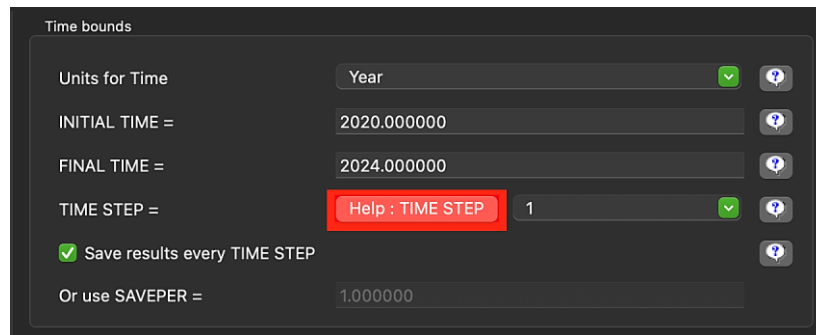 Time bounds
Units for Time Year
INITIAL TIME = 2020.000000
FINAL TIME = 2024.000000
TIME STEP = Help : TIME STEP 1
Save results every TIME STEP
Or use SAVEPER = 1.000000